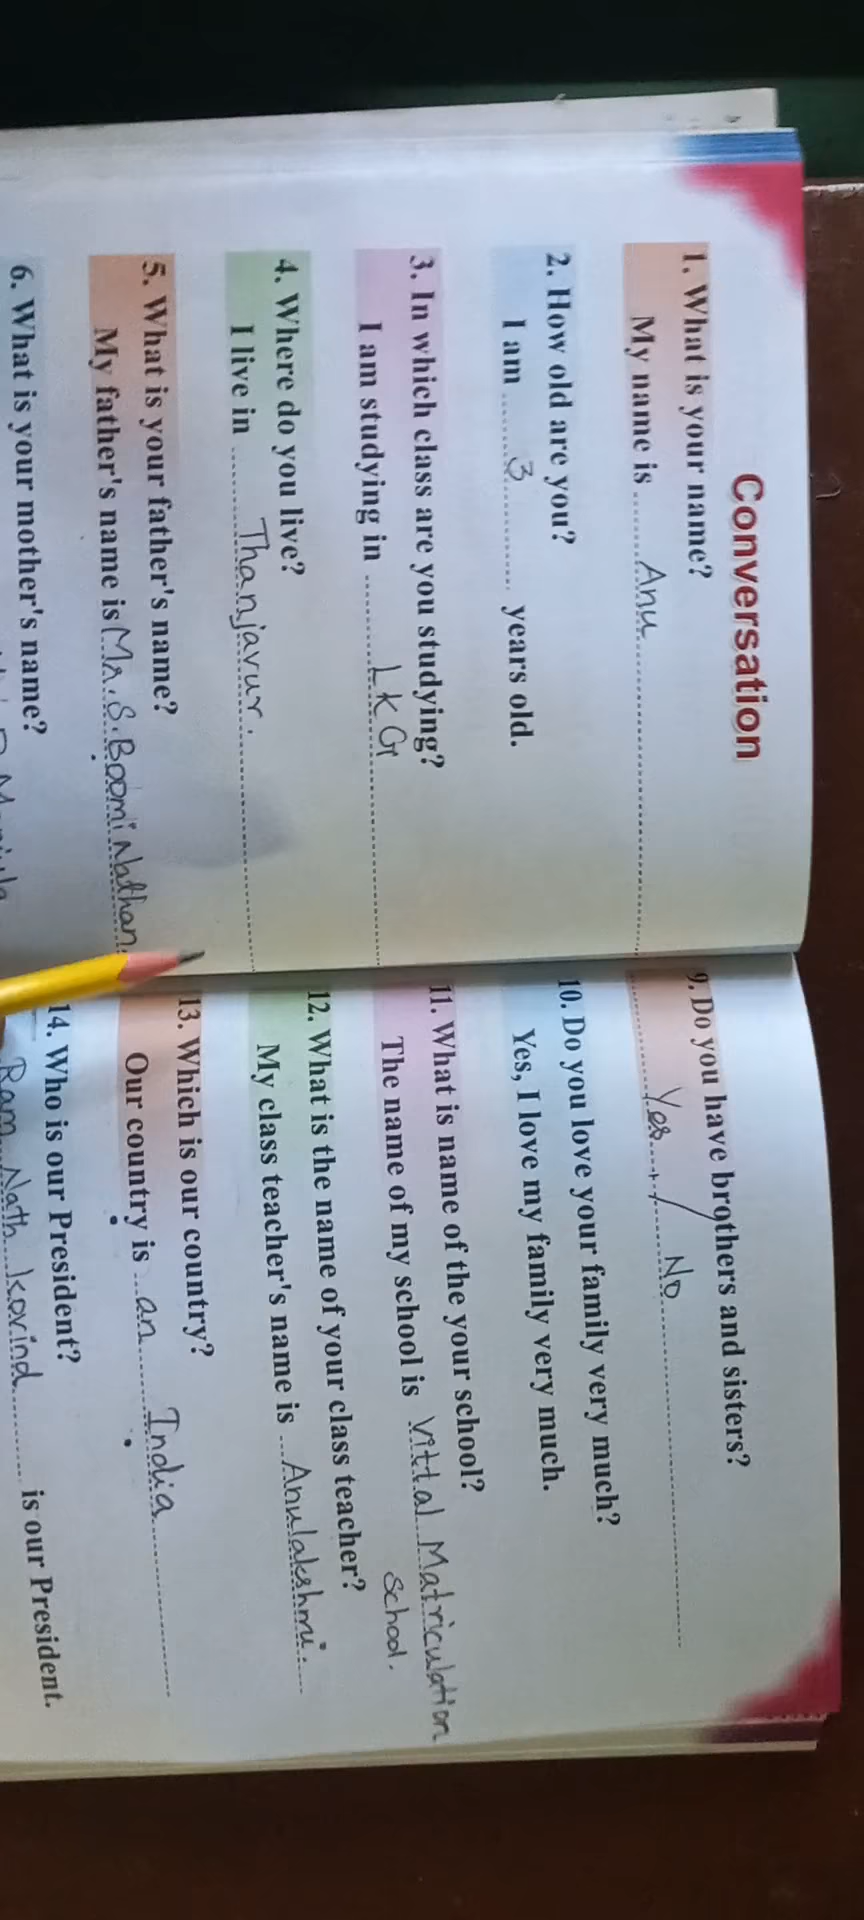 Conversation
1. What is your name?
My name is Anu
2. How old are you?
I am 3 years old.
3. In which class are you studying?
I am studying in LKG
4. Where do you live?
I live in Thanjavur.
5. What is your father's name?
My father's name is Mr. S. Boomi Nathan
6. What is your mother's name?
9. Do you have brothers and sisters?
Yes / No
10. Do you love your family very much?
Yes, I love my family very much.
11. What is name of the your school?
The name of my school is Vittal Matriculation
School.
12. What is the name of your class teacher?
My class teacher's name is Anulakshmi.
13. Which is our country?
Our country is an India
14. Who is our President?
Ram Nath Kovind is our President.